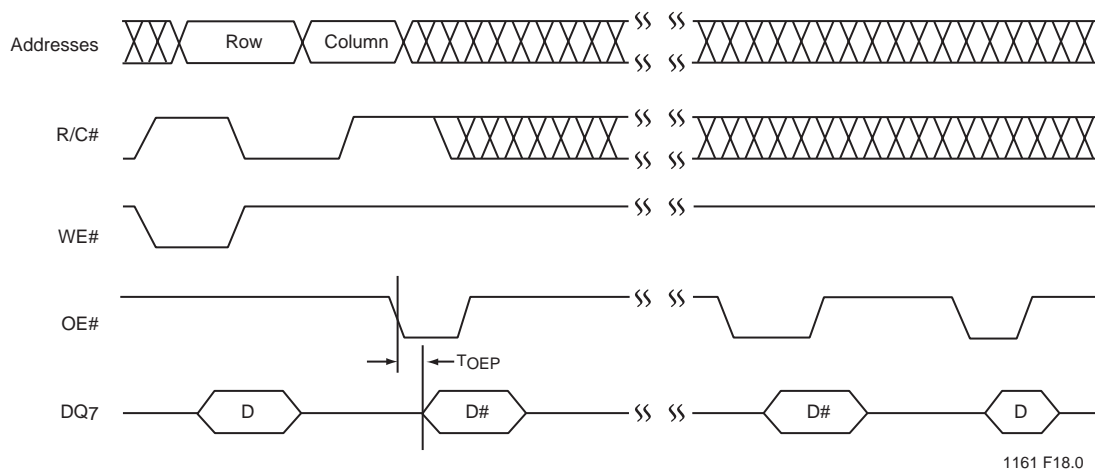 Addresses Row Column
R/C#
WE#
OE#
TOEP
DQ7 D D# D# D
1161 F18.0